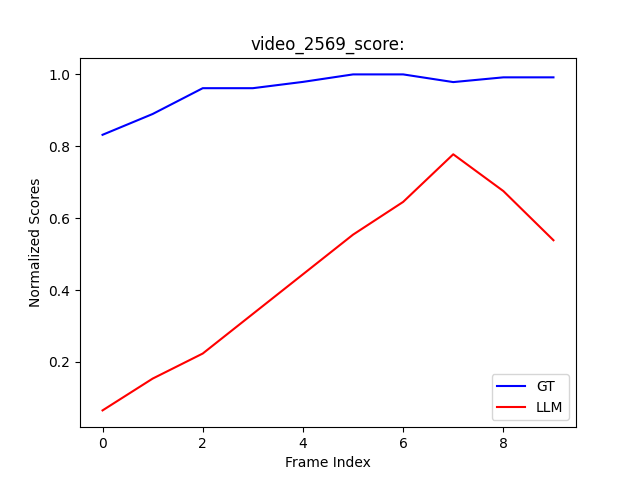 video_2569_score:
Normalized Scores
1.0
0.8
0.6
0.4
0.2
0 2 4 6 8
Frame Index
GT
LLM